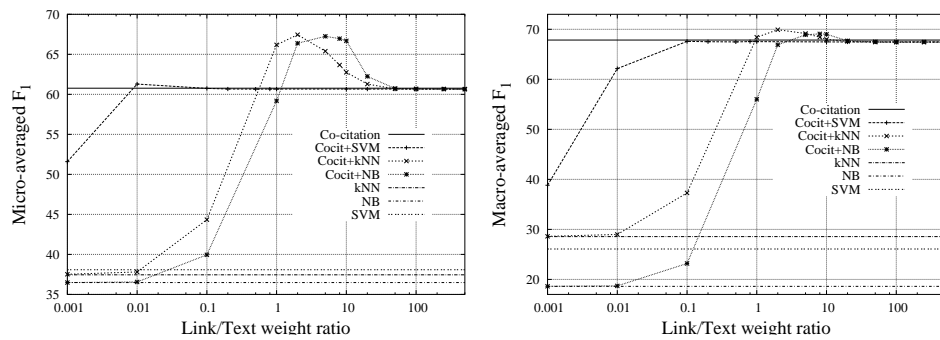 70
65
60
55
50
45
40
35
Micro-averaged F1
Co-citation
Cocit+SVM
Cocit+kNN
Cocit+NB
kNN
NB
SVM
0.001 0.01 0.1 1 10 100
Link/Text weight ratio
70
60
50
40
30
20
Macro-averaged F1
Co-citation
Cocit+SVM
Cocit+kNN
Cocit+NB
kNN
NB
SVM
0.001 0.01 0.1 1 10 100
Link/Text weight ratio